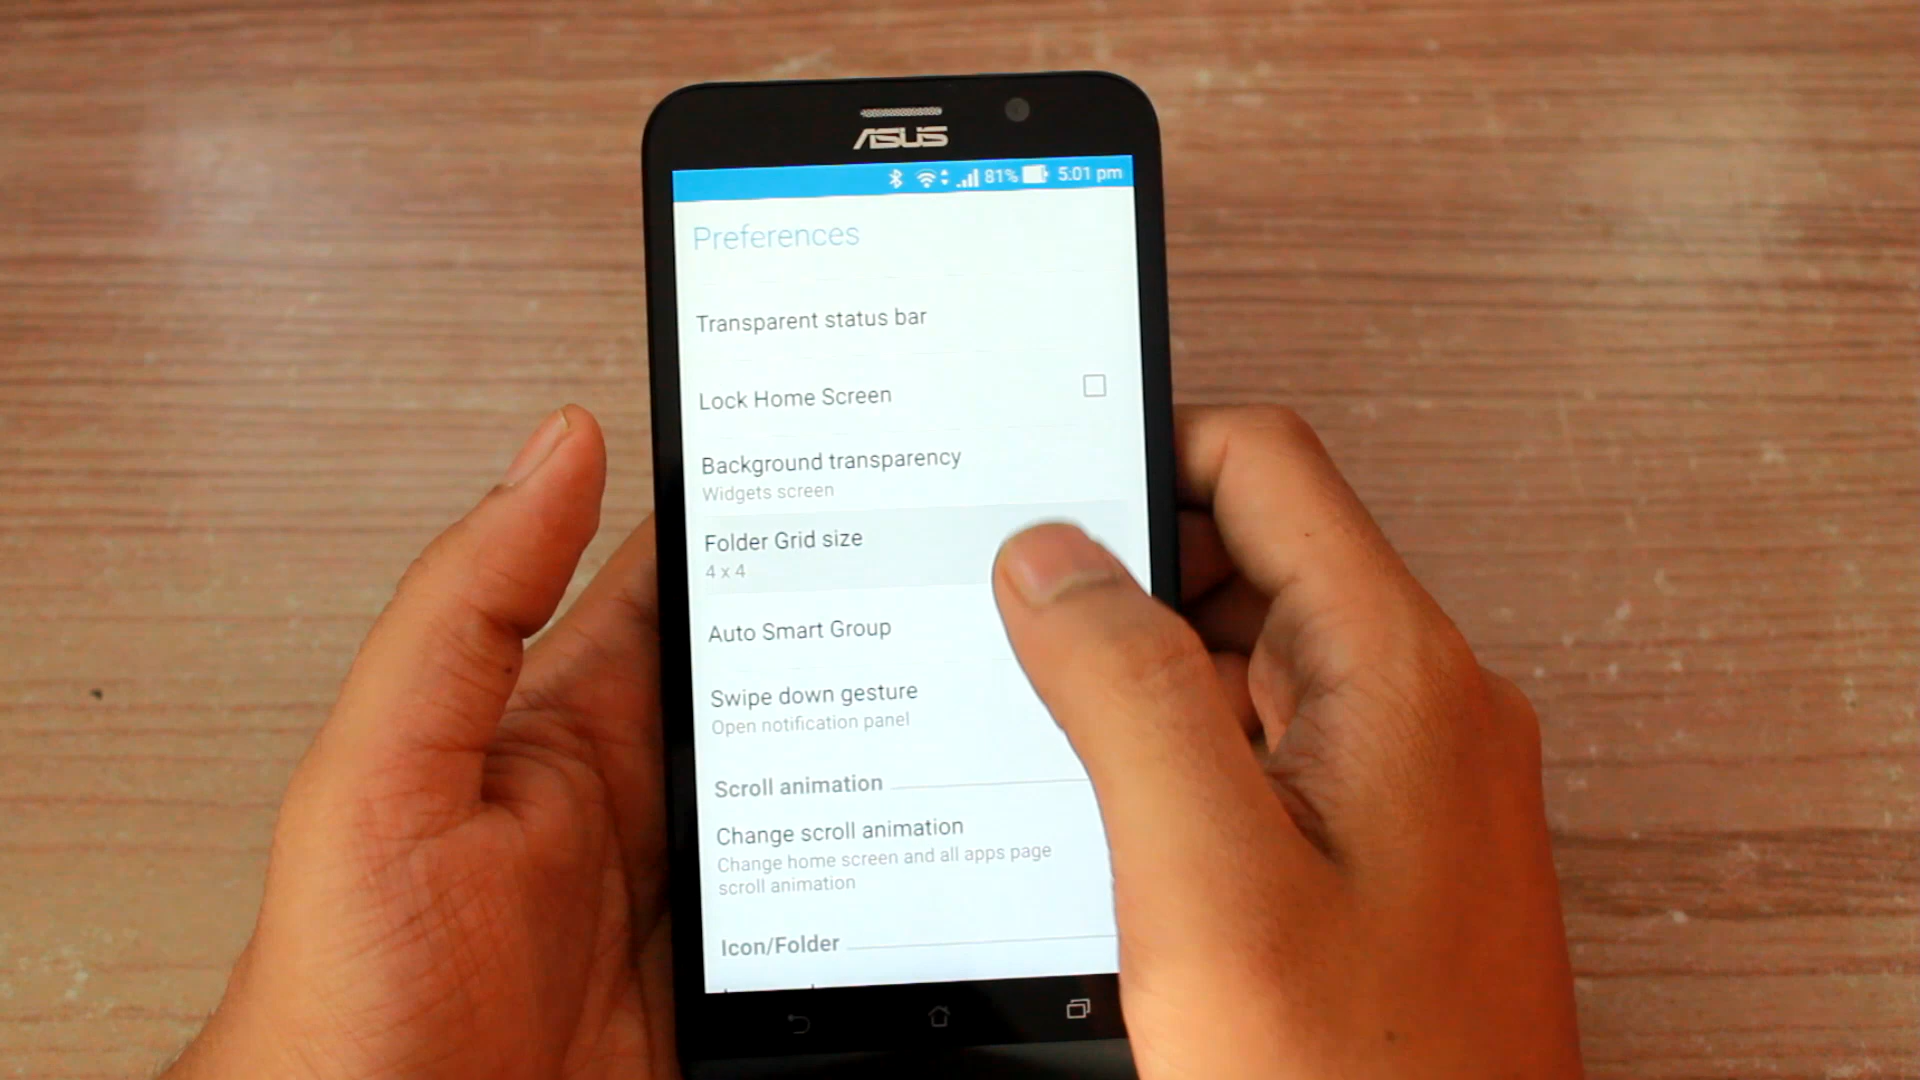 ASUS
81% 5:01 pm
Preferences
Transparent status bar
Lock Home Screen
Background transparency
Widgets screen
Folder Grid size
4 x 4
Auto Smart Group
Swipe down gesture
Open notification panel
Scroll animation
Change scroll animation
Change home screen and all apps page
scroll animation
Icon/Folder